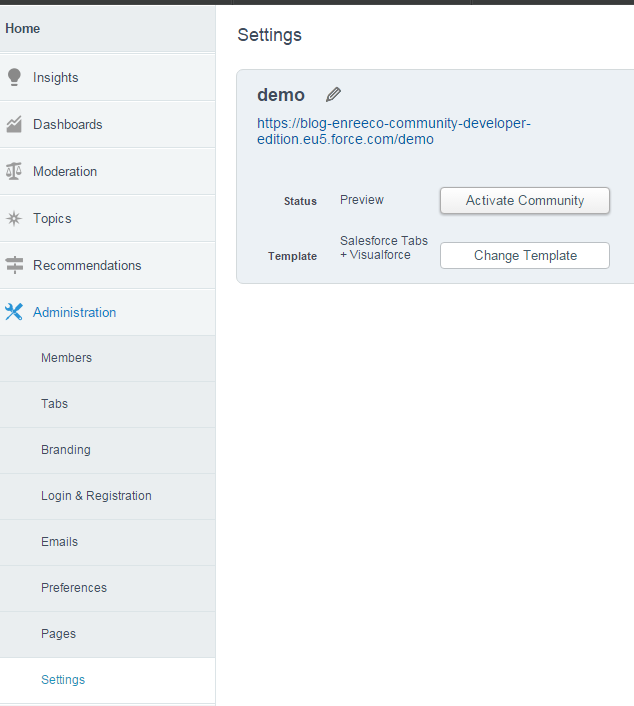 Home
Insights
Dashboards
Moderation
Topics
Recommendations
Administration
Members
Tabs
Branding
Login & Registration
Emails
Preferences
Pages
Settings
Settings
demo
https://blog-enreeco-community-developer-
edition.eu5.force.com/demo
Status Preview Activate Community
Template Salesforce Tabs
+ Visualforce Change Template